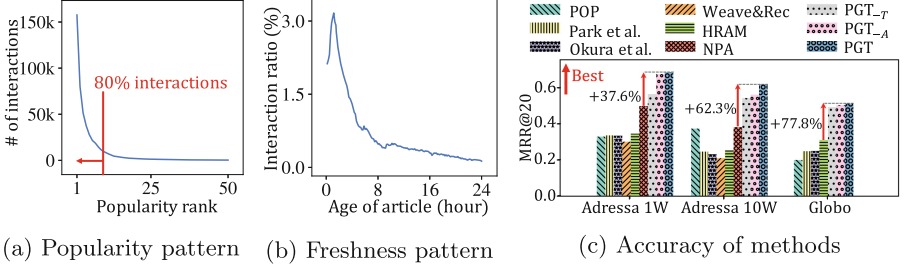 # of interactions
150k
100k
50k
0
80% interactions
1
25
50
Popularity rank
(a) Popularity pattern
Interaction ratio (%)
3.0
1.5
0.0
0
8
16
24
Age of article (hour)
(b) Freshness pattern
POP
Park et al.
Okura et al.
Weave&Rec
HRAM
NPA
PGT−T
PGT−A
PGT
MRR@20
0.6
0.4
0.2
0.0
Best
+37.6%
+62.3%
+77.8%
Adressa 1W
Adressa 10W
Globo
(c) Accuracy of methods